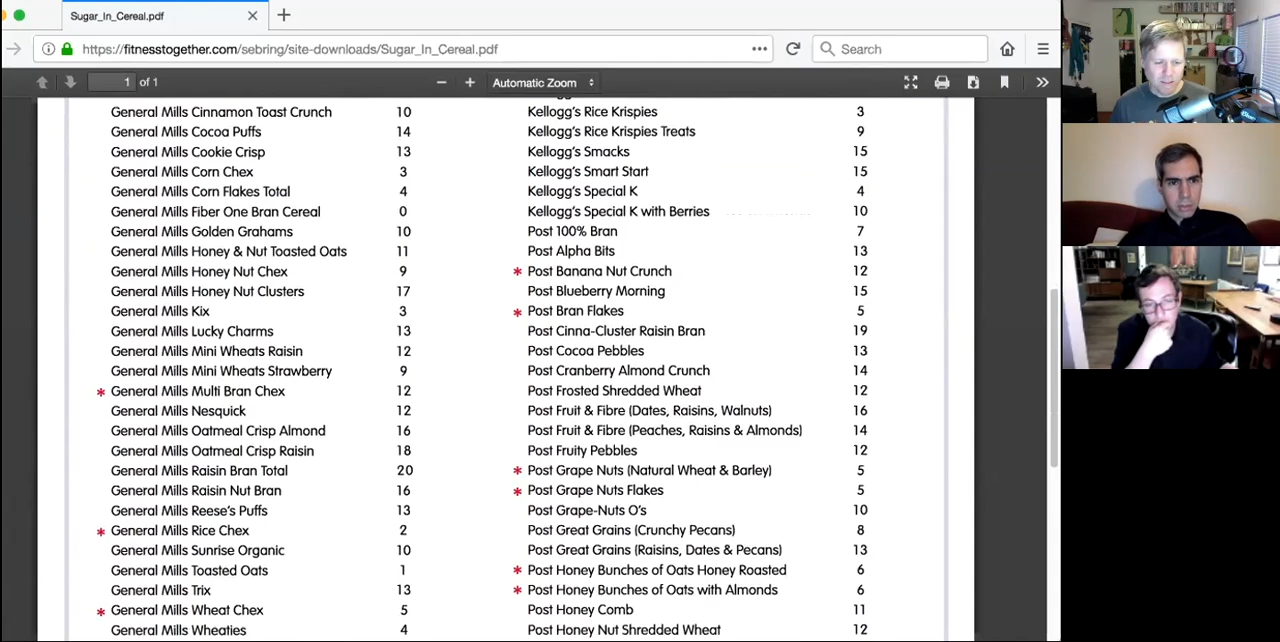 Sugar_In_Cereal.pdf
https://fitnesstogether.com/sebring/site-downloads/Sugar_In_Cereal.pdf
Search
1 of 1
Automatic Zoom
General Mills Cinnamon Toast Crunch 10
General Mills Cocoa Puffs 14
General Mills Cookie Crisp 13
General Mills Corn Chex 3
General Mills Corn Flakes Total 4
General Mills Fiber One Bran Cereal 0
General Mills Golden Grahams 10
General Mills Honey & Nut Toasted Oats 11
General Mills Honey Nut Chex 9
General Mills Honey Nut Clusters 17
General Mills Kix 3
General Mills Lucky Charms 13
General Mills Mini Wheats Raisin 12
General Mills Mini Wheats Strawberry 9
* General Mills Multi Bran Chex 12
General Mills Nesquick 12
General Mills Oatmeal Crisp Almond 16
General Mills Oatmeal Crisp Raisin 18
General Mills Raisin Bran Total 20
General Mills Raisin Nut Bran 16
General Mills Reese's Puffs 13
* General Mills Rice Chex 2
General Mills Sunrise Organic 10
General Mills Toasted Oats 1
General Mills Trix 13
* General Mills Wheat Chex 5
General Mills Wheaties 4
Kellogg's Rice Krispies 3
Kellogg's Rice Krispies Treats 9
Kellogg's Smacks 15
Kellogg's Smart Start 15
Kellogg's Special K 4
Kellogg's Special K with Berries 10
Post 100% Bran 7
Post Alpha Bits 13
* Post Banana Nut Crunch 12
Post Blueberry Morning 15
* Post Bran Flakes 5
Post Cinna-Cluster Raisin Bran 19
Post Cocoa Pebbles 13
Post Cranberry Almond Crunch 14
Post Frosted Shredded Wheat 12
Post Fruit & Fibre (Dates, Raisins, Walnuts) 16
Post Fruit & Fibre (Peaches, Raisins & Almonds) 14
Post Fruity Pebbles 12
* Post Grape Nuts (Natural Wheat & Barley) 5
* Post Grape Nuts Flakes 5
Post Grape-Nuts O's 10
Post Great Grains (Crunchy Pecans) 8
Post Great Grains (Raisins, Dates & Pecans) 13
* Post Honey Bunches of Oats Honey Roasted 6
* Post Honey Bunches of Oats with Almonds 6
Post Honey Comb 11
Post Honey Nut Shredded Wheat 12